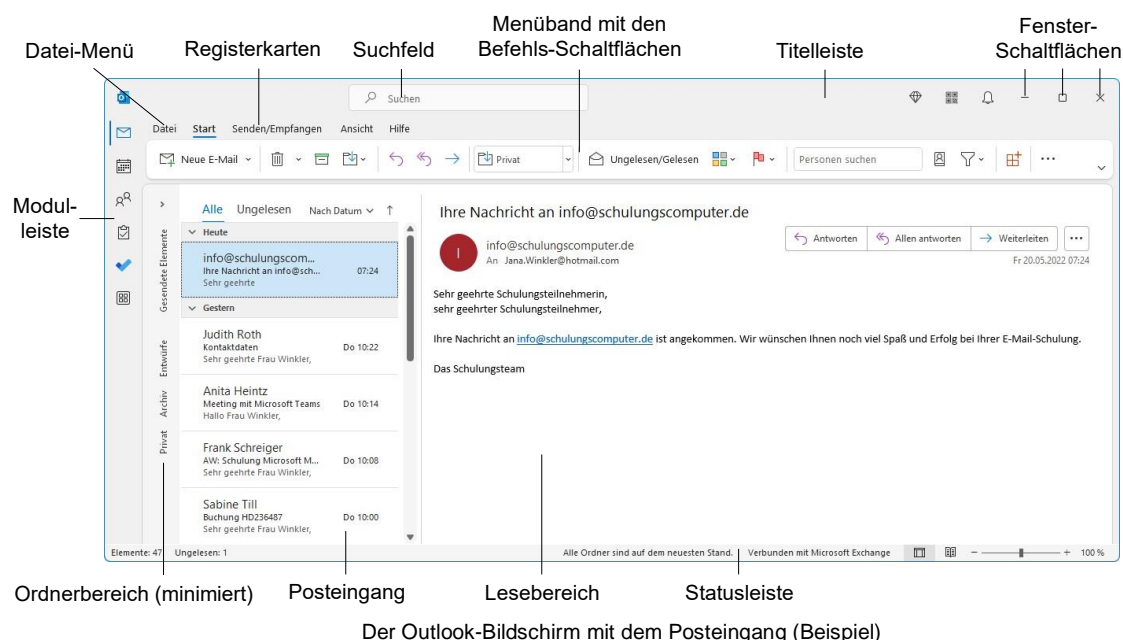 Menüband mit den
Befehls-Schaltflächen
Fenster-
Schaltflächen
Datei-Menü
Registerkarten
Suchfeld
Titelleiste
Suchen
Datei Start Senden/Empfangen Ansicht Hilfe
Neue E-Mail
Privat
Ungelesen/Gelesen
Personen suchen
Modul-
leiste
Gesendete Elemente
Entwürfe
Archiv
Privat
Alle Ungelesen Nach Datum
Heute
info@schulungscom...
Ihre Nachricht an info@sch... 07:24
Sehr geehrte
Gestern
Judith Roth
Kontaktdaten Do 10:22
Sehr geehrte Frau Winkler,
Anita Heintz
Meeting mit Microsoft Teams Do 10:14
Hallo Frau Winkler,
Frank Schreiger
AW: Schulung Microsoft M... Do 10:08
Sehr geehrte Frau Winkler,
Sabine Till
Buchung HD236487 Do 10:00
Sehr geehrte Frau Winkler,
Ihre Nachricht an info@schulungscomputer.de
I
info@schulungscomputer.de
An Jana.Winkler@hotmail.com
Antworten Allen antworten Weiterleiten
Fr 20.05.2022 07:24
Sehr geehrte Schulungsteilnehmerin,
sehr geehrter Schulungsteilnehmer,
Ihre Nachricht an info@schulungscomputer.de ist angekommen. Wir wünschen Ihnen noch viel Spaß und Erfolg bei Ihrer E-Mail-Schulung.
Das Schulungsteam
Elemente: 47 Ungelesen: 1 Alle Ordner sind auf dem neuesten Stand. Verbunden mit Microsoft Exchange 100 %
Ordnerbereich (minimiert)
Posteingang
Lesebereich
Statusleiste
Der Outlook-Bildschirm mit dem Posteingang (Beispiel)